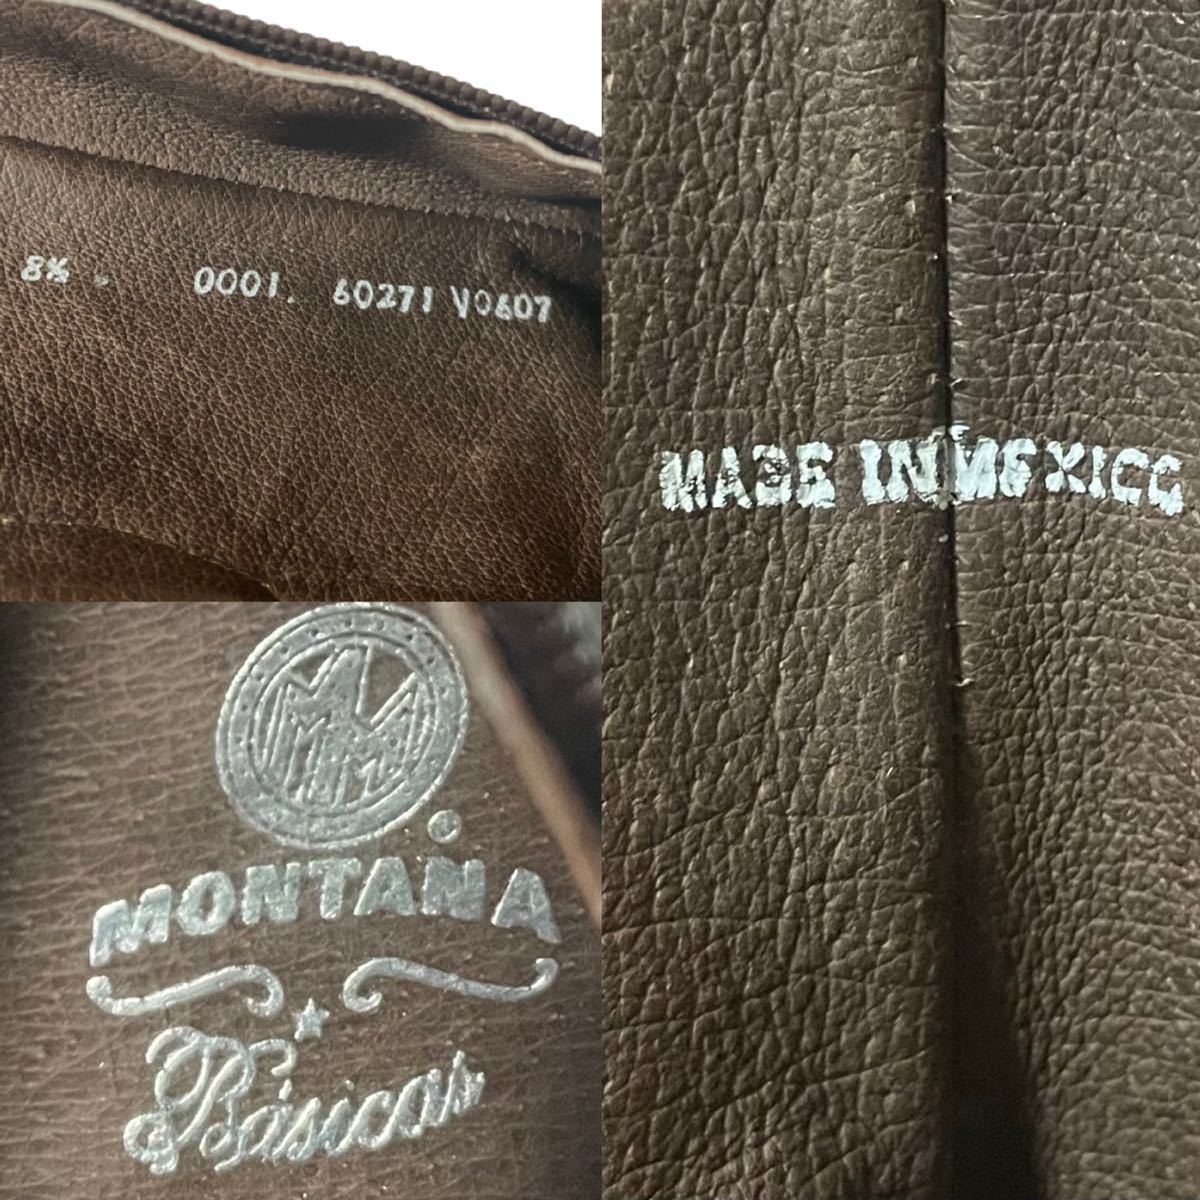 8½ . 0001. 60271 V0607
MADE IN MEXICO
MONTANA
Básicas